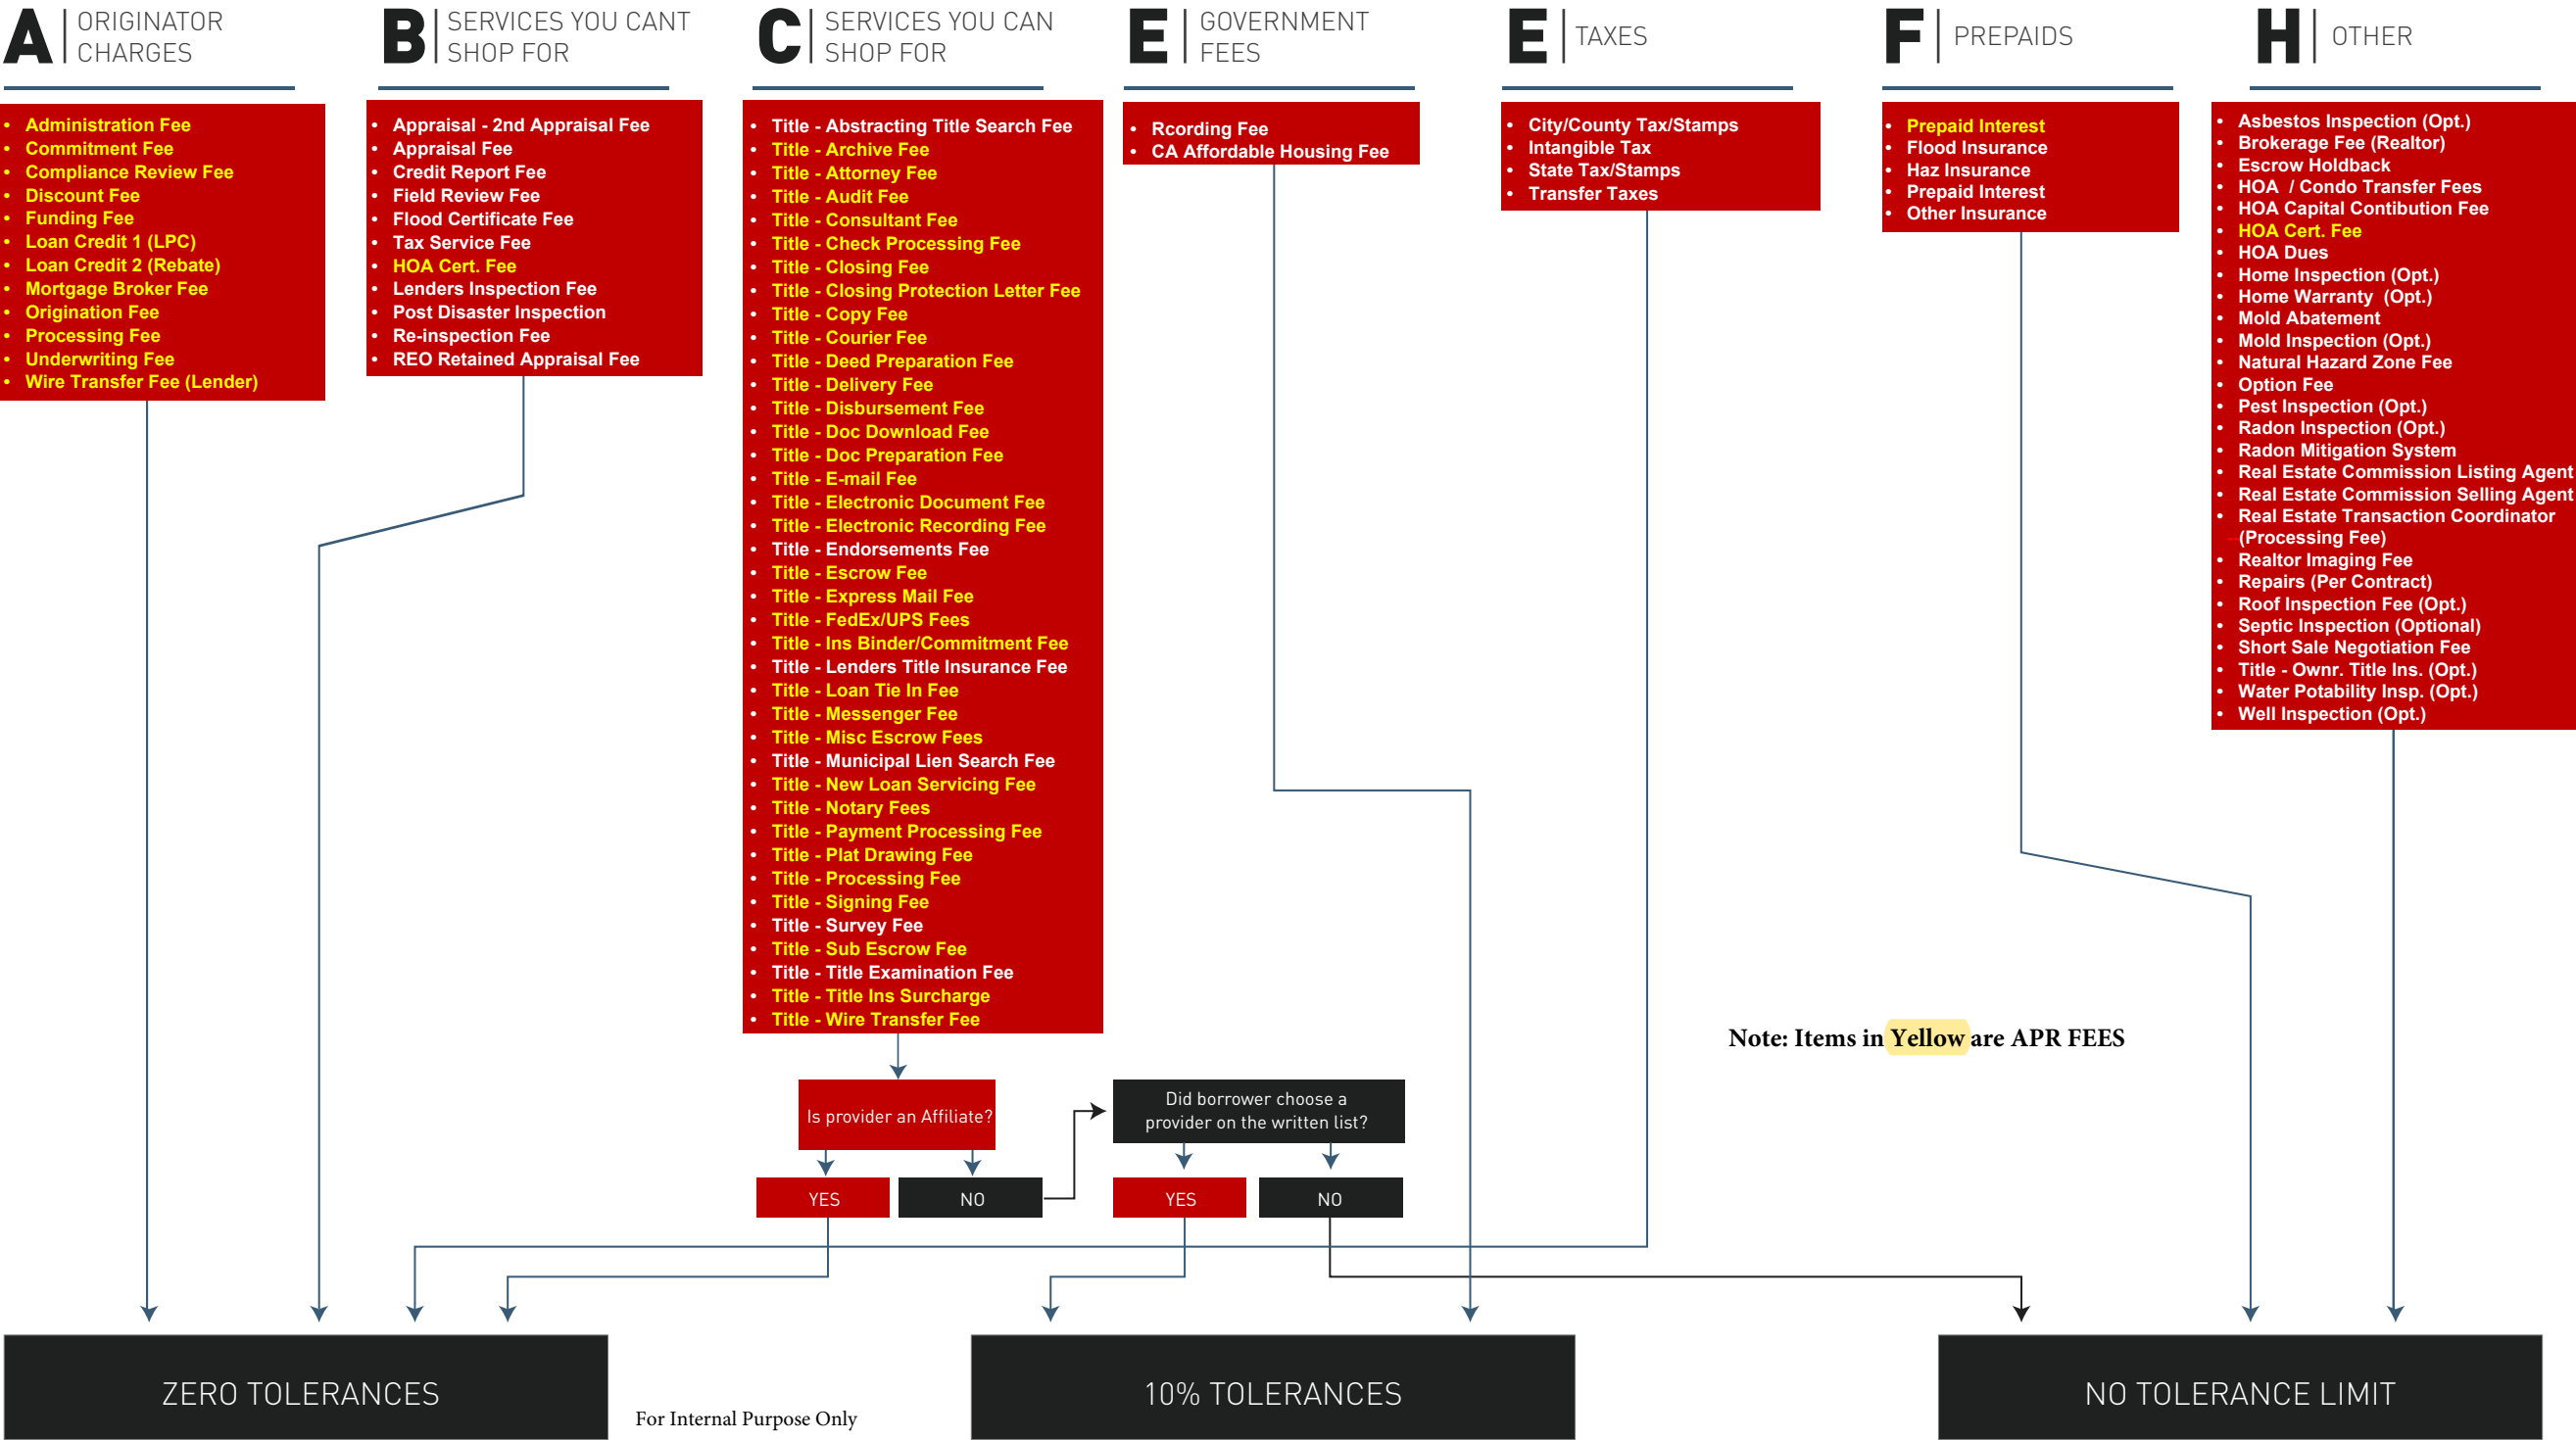 A
ORIGINATOR
CHARGES
• Administration Fee
• Commitment Fee
• Compliance Review Fee
• Discount Fee
• Funding Fee
• Loan Credit 1 (LPC)
• Loan Credit 2 (Rebate)
• Mortgage Broker Fee
• Origination Fee
• Processing Fee
• Underwriting Fee
• Wire Transfer Fee (Lender)
B
SERVICES YOU CANT
SHOP FOR
• Appraisal - 2nd Appraisal Fee
• Appraisal Fee
• Credit Report Fee
• Field Review Fee
• Flood Certificate Fee
• Tax Service Fee
• HOA Cert. Fee
• Lenders Inspection Fee
• Post Disaster Inspection
• Re-inspection Fee
• REO Retained Appraisal Fee
C
SERVICES YOU CAN
SHOP FOR
• Title - Abstracting Title Search Fee
• Title - Archive Fee
• Title - Attorney Fee
• Title - Audit Fee
• Title - Consultant Fee
• Title - Check Processing Fee
• Title - Closing Fee
• Title - Closing Protection Letter Fee
• Title - Copy Fee
• Title - Courier Fee
• Title - Deed Preparation Fee
• Title - Delivery Fee
• Title - Disbursement Fee
• Title - Doc Download Fee
• Title - Doc Preparation Fee
• Title - E-mail Fee
• Title - Electronic Document Fee
• Title - Electronic Recording Fee
• Title - Endorsements Fee
• Title - Escrow Fee
• Title - Express Mail Fee
• Title - FedEx/UPS Fees
• Title - Ins Binder/Commitment Fee
• Title - Lenders Title Insurance Fee
• Title - Loan Tie In Fee
• Title - Messenger Fee
• Title - Misc Escrow Fees
• Title - Municipal Lien Search Fee
• Title - New Loan Servicing Fee
• Title - Notary Fees
• Title - Payment Processing Fee
• Title - Plat Drawing Fee
• Title - Processing Fee
• Title - Signing Fee
• Title - Survey Fee
• Title - Sub Escrow Fee
• Title - Title Examination Fee
• Title - Title Ins Surcharge
• Title - Wire Transfer Fee
E
GOVERNMENT
FEES
• Rcording Fee
• CA Affordable Housing Fee
E
TAXES
• City/County Tax/Stamps
• Intangible Tax
• State Tax/Stamps
• Transfer Taxes
F
PREPAIDS
• Prepaid Interest
• Flood Insurance
• Haz Insurance
• Prepaid Interest
• Other Insurance
H
OTHER
• Asbestos Inspection (Opt.)
• Brokerage Fee (Realtor)
• Escrow Holdback
• HOA / Condo Transfer Fees
• HOA Capital Contibution Fee
• HOA Cert. Fee
• HOA Dues
• Home Inspection (Opt.)
• Home Warranty (Opt.)
• Mold Abatement
• Mold Inspection (Opt.)
• Natural Hazard Zone Fee
• Option Fee
• Pest Inspection (Opt.)
• Radon Inspection (Opt.)
• Radon Mitigation System
• Real Estate Commission Listing Agent
• Real Estate Commission Selling Agent
• Real Estate Transaction Coordinator
(Processing Fee)
• Realtor Imaging Fee
• Repairs (Per Contract)
• Roof Inspection Fee (Opt.)
• Septic Inspection (Optional)
• Short Sale Negotiation Fee
• Title - Ownr. Title Ins. (Opt.)
• Water Potability Insp. (Opt.)
• Well Inspection (Opt.)
Note: Items in Yellow are APR FEES
Is provider an Affiliate?
YES
NO
Did borrower choose a
provider on the written list?
YES
NO
ZERO TOLERANCES
For Internal Purpose Only
10% TOLERANCES
NO TOLERANCE LIMIT